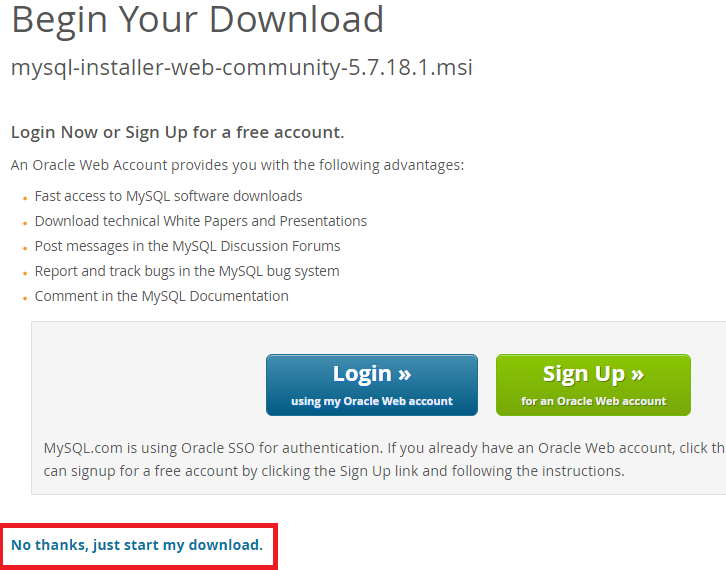 Begin Your Download
mysql-installer-web-community-5.7.18.1.msi
Login Now or Sign Up for a free account.
An Oracle Web Account provides you with the following advantages:
Fast access to MySQL software downloads
Download technical White Papers and Presentations
Post messages in the MySQL Discussion Forums
Report and track bugs in the MySQL bug system
Comment in the MySQL Documentation
Login »
using my Oracle Web account
Sign Up »
for an Oracle Web account
MySQL.com is using Oracle SSO for authentication. If you already have an Oracle Web account, click th
can signup for a free account by clicking the Sign Up link and following the instructions.
No thanks, just start my download.